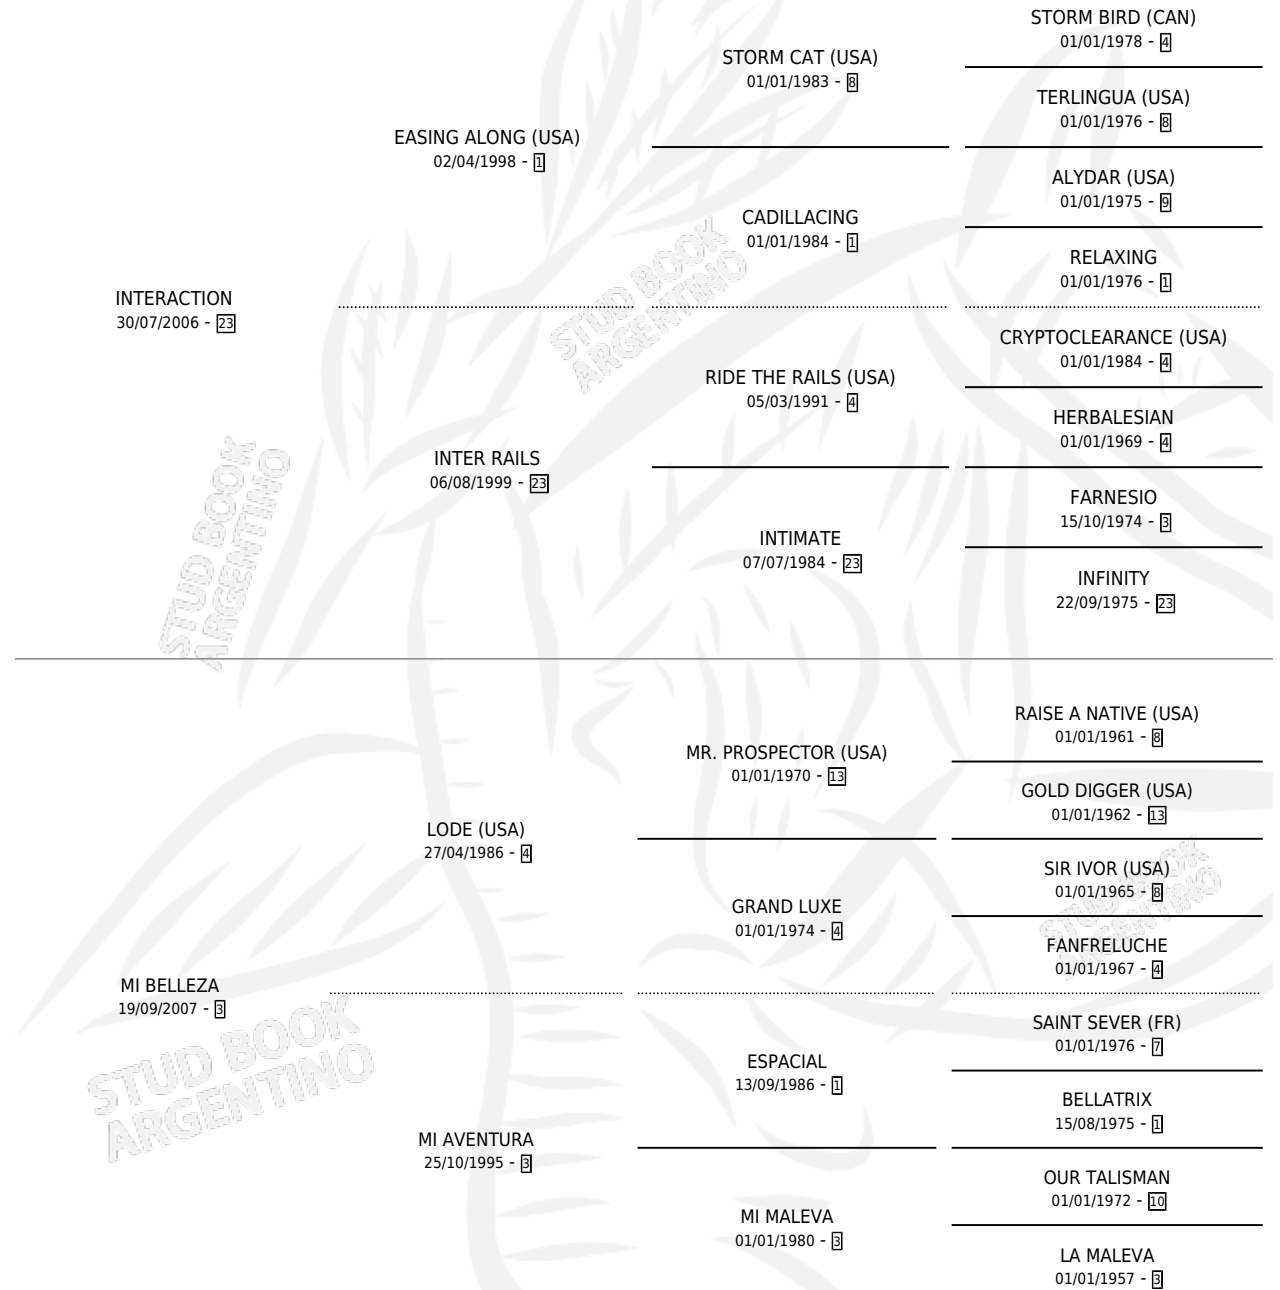 STORM BIRD (CAN)
01/01/1978 - 4
STORM CAT (USA)
01/01/1983 - 8
TERLINGUA (USA)
01/01/1976 - 8
EASING ALONG (USA)
02/04/1998 - 1
ALYDAR (USA)
01/01/1975 - 9
CADILLACING
01/01/1984 - 1
RELAXING
01/01/1976 - 1
INTERACTION
30/07/2006 - 23
CRYPTOCLEARANCE (USA)
01/01/1984 - 4
RIDE THE RAILS (USA)
05/03/1991 - 4
HERBALESIAN
01/01/1969 - 4
INTER RAILS
06/08/1999 - 23
FARNESIO
15/10/1974 - 3
INTIMATE
07/07/1984 - 23
INFINITY
22/09/1975 - 23
STUD BOOK
ARGENTINO
STUD BOOK
ARGENTINO
RAISE A NATIVE (USA)
01/01/1961 - 8
MR. PROSPECTOR (USA)
01/01/1970 - 13
GOLD DIGGER (USA)
01/01/1962 - 13
LODE (USA)
27/04/1986 - 4
SIR IVOR (USA)
01/01/1965 - 8
GRAND LUXE
01/01/1974 - 4
FANFRELUCHE
01/01/1967 - 4
MI BELLEZA
19/09/2007 - 3
SAINT SEVER (FR)
01/01/1976 - 7
ESPACIAL
13/09/1986 - 1
BELLATRIX
15/08/1975 - 1
MI AVENTURA
25/10/1995 - 3
OUR TALISMAN
01/01/1972 - 10
MI MALEVA
01/01/1980 - 3
LA MALEVA
01/01/1957 - 3
STUD BOOK
ARGENTINO
STUD BOOK
ARGENTINO